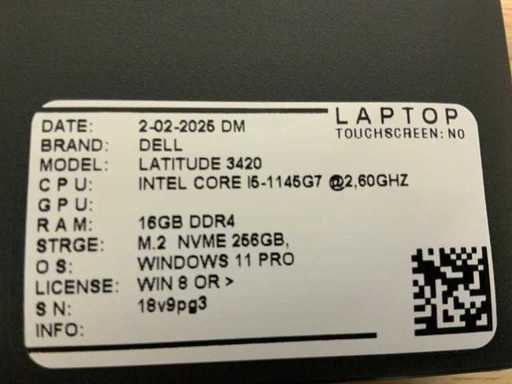 LAPTOP
TOUCHSCREEN: NO
DATE: 2-02-2025 DM
BRAND: DELL
MODEL: LATITUDE 3420
CPU: INTEL CORE I5-1145G7 @2,60GHZ
GPU:
RAM: 16GB DDR4
STRGE: M.2 NVME 256GB,
OS: WINDOWS 11 PRO
LICENSE: WIN 8 OR >
SN: 18v9pg3
INFO: